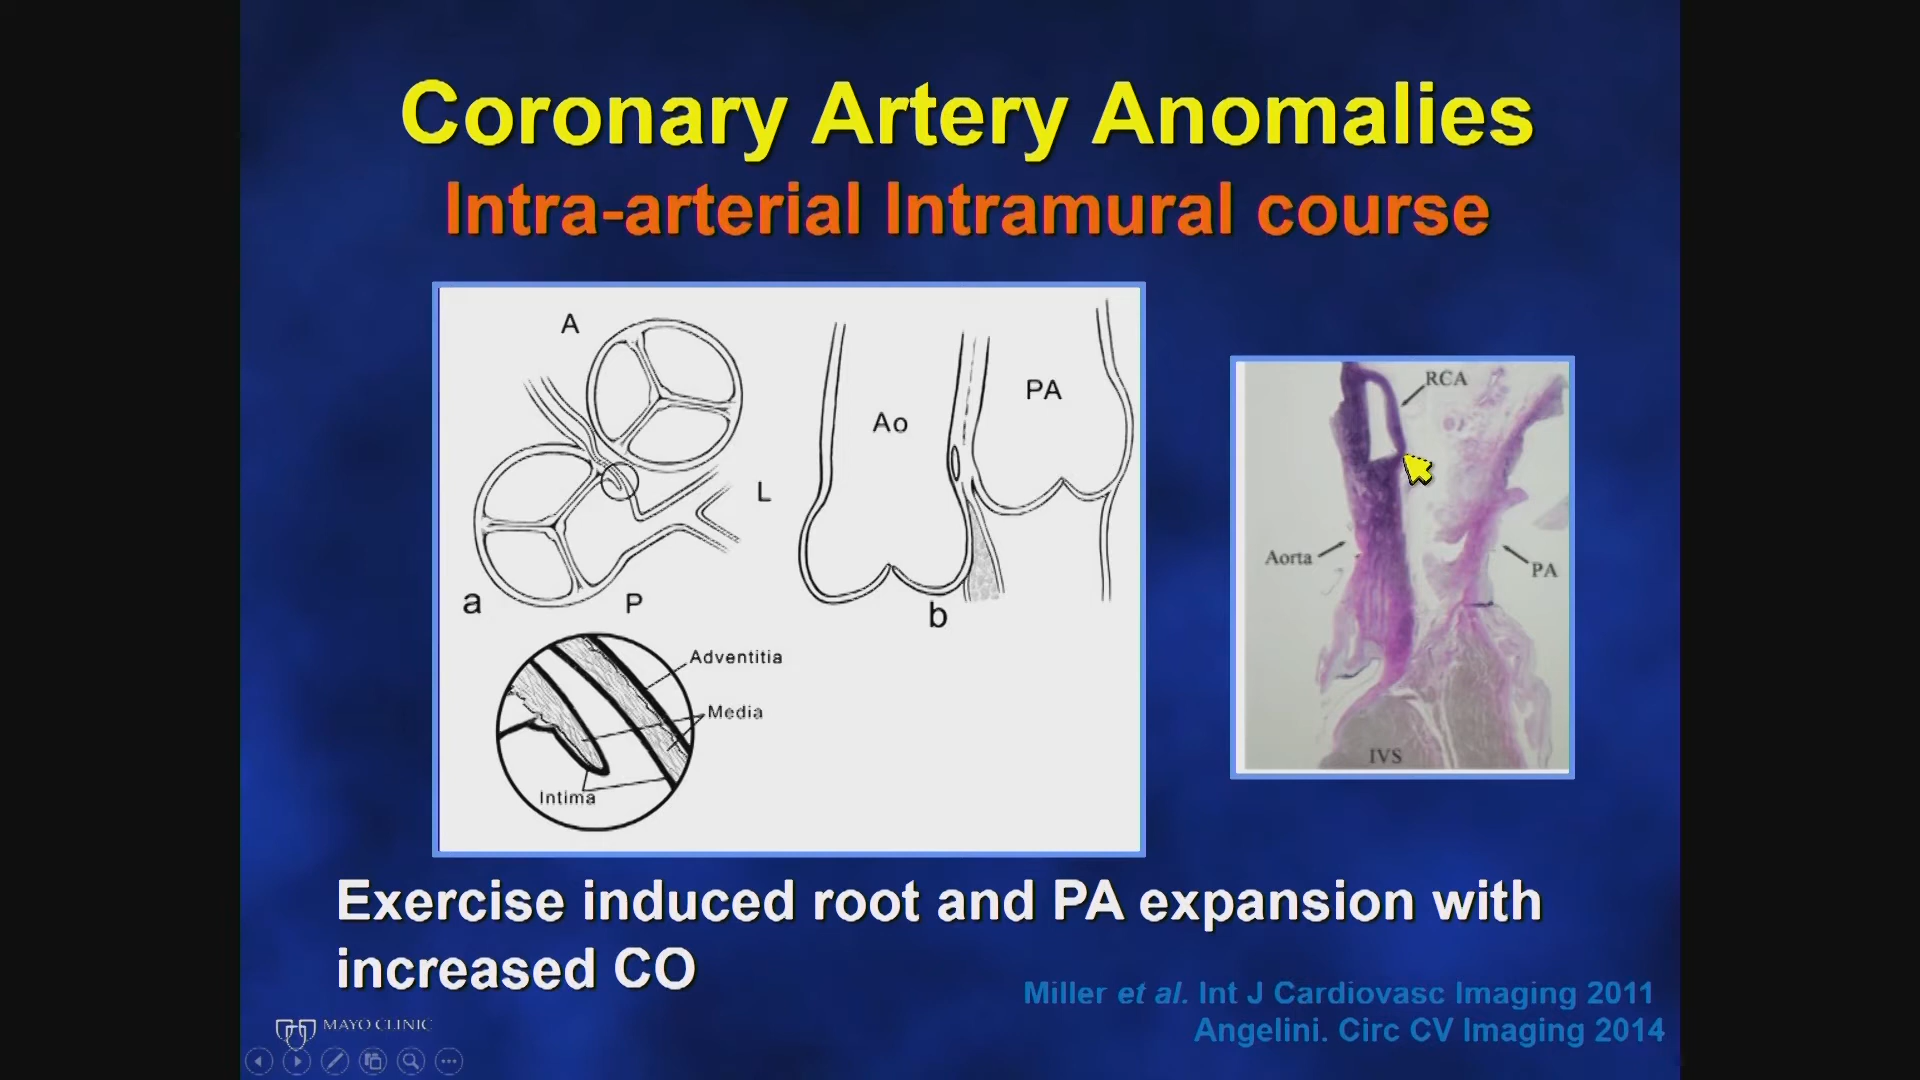 Coronary Artery Anomalies
Intra-arterial Intramural course
A
L
a
P
Ao
PA
b
Adventitia
Media
Intima
RCA
Aorta
PA
IVS
Exercise induced root and PA expansion with
increased CO
Miller et al. Int J Cardiovasc Imaging 2011
Angelini. Circ CV Imaging 2014
MAYO CLINIC